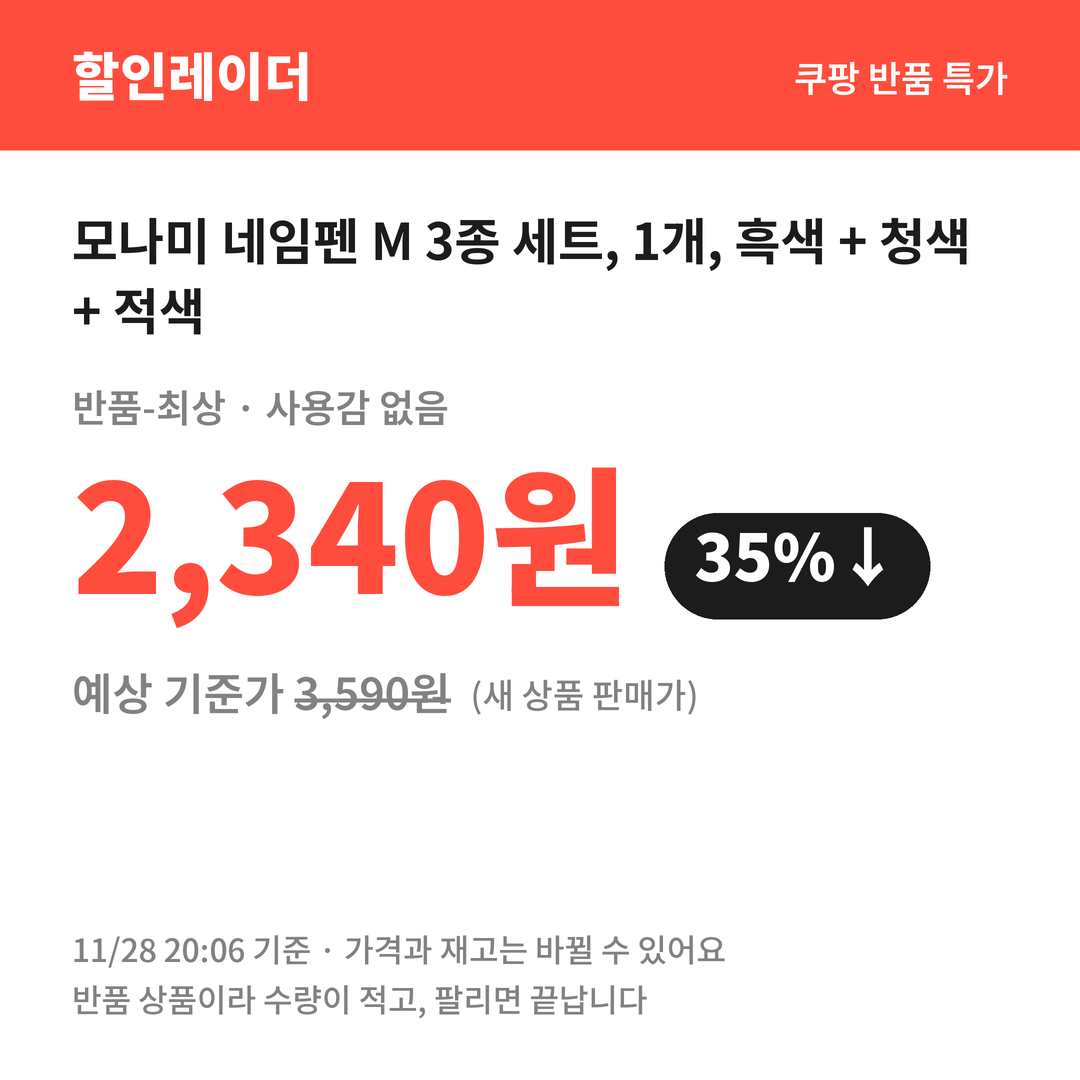 할인레이더
쿠팡 반품 특가
모나미 네임펜 M 3종 세트, 1개, 흑색 + 청색
+ 적색
반품-최상 · 사용감 없음
2,340원
35%↓
예상 기준가 3,590원 (새 상품 판매가)
11/28 20:06 기준 · 가격과 재고는 바뀔 수 있어요
반품 상품이라 수량이 적고, 팔리면 끝납니다